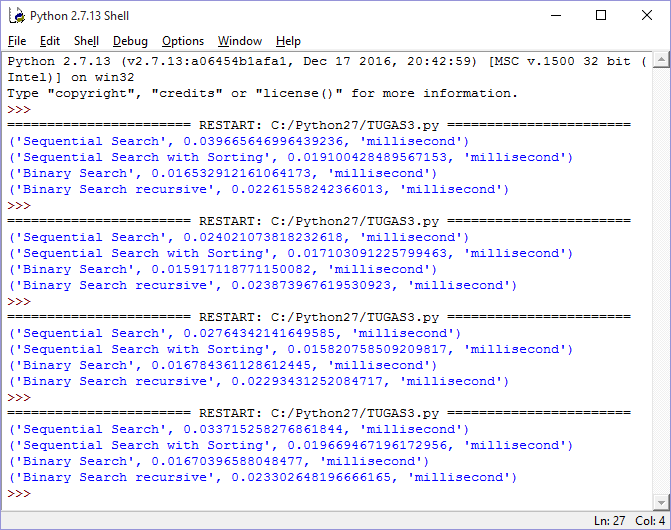 Python 2.7.13 Shell
File Edit Shell Debug Options Window Help
Python 2.7.13 (v2.7.13:a06454b1afa1, Dec 17 2016, 20:42:59) [MSC v.1500 32 bit (
Intel)] on win32
Type "copyright", "credits" or "license()" for more information.
>>>
======================= RESTART: C:/Python27/TUGAS3.py =======================
('Sequential Search', 0.039665646996439236, 'millisecond')
('Sequential Search with Sorting', 0.019100428489567153, 'millisecond')
('Binary Search', 0.016532912161064173, 'millisecond')
('Binary Search recursive', 0.02261558242366013, 'millisecond')
>>>
======================= RESTART: C:/Python27/TUGAS3.py =======================
('Sequential Search', 0.024021073818232618, 'millisecond')
('Sequential Search with Sorting', 0.017103091225799463, 'millisecond')
('Binary Search', 0.015917118771150082, 'millisecond')
('Binary Search recursive', 0.023873967619530923, 'millisecond')
>>>
======================= RESTART: C:/Python27/TUGAS3.py =======================
('Sequential Search', 0.02764342141649585, 'millisecond')
('Sequential Search with Sorting', 0.015820758509209817, 'millisecond')
('Binary Search', 0.016784361128612445, 'millisecond')
('Binary Search recursive', 0.02293431252084717, 'millisecond')
>>>
======================= RESTART: C:/Python27/TUGAS3.py =======================
('Sequential Search', 0.033715258276861844, 'millisecond')
('Sequential Search with Sorting', 0.019669467196172956, 'millisecond')
('Binary Search', 0.01670396588048477, 'millisecond')
('Binary Search recursive', 0.023302648196666165, 'millisecond')
>>>
Ln: 27 Col: 4